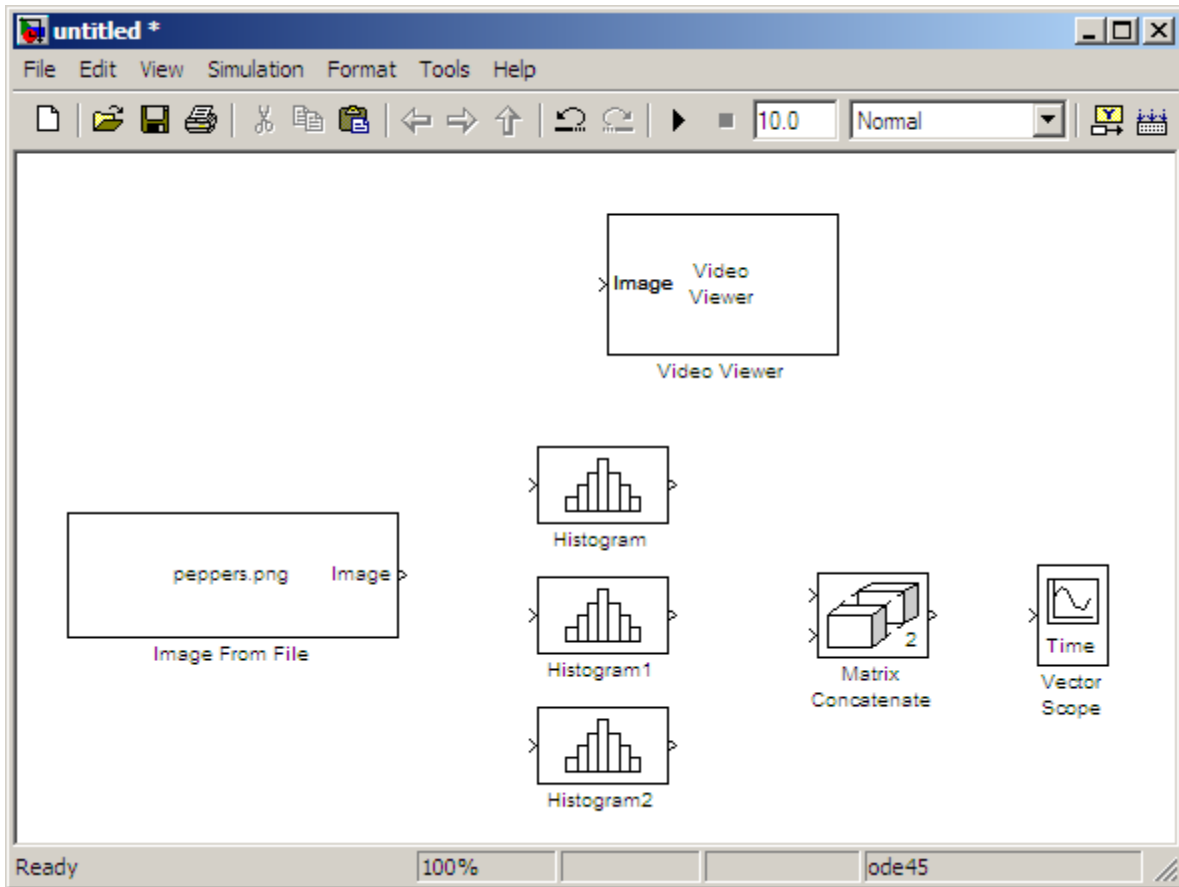 untitled *
File Edit View Simulation Format Tools Help
10.0 Normal
Image Video
Viewer
Video Viewer
Histogram
peppers.png Image
Image From File
Histogram1
2
Matrix
Concatenate
Time
Vector
Scope
Histogram2
Ready 100% ode45